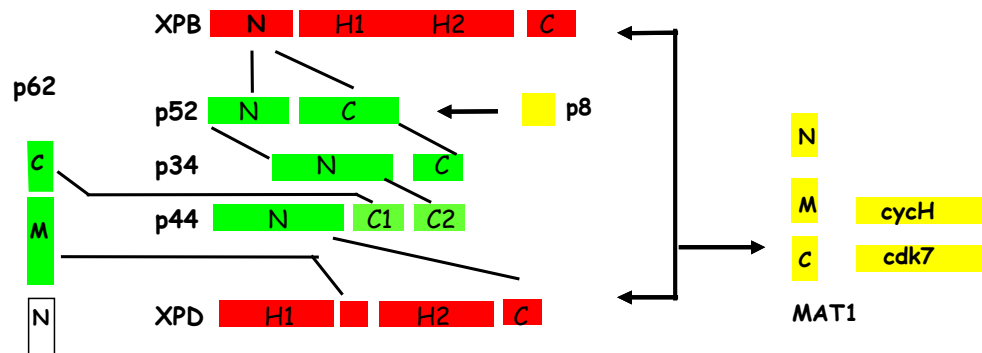 XPB N H1 H2 C
p62
p52 N C p8
p34 N C
C
p44 N C1 C2
M
XPD H1 H2 C
N
N
M cycH
C cdk7
MAT1